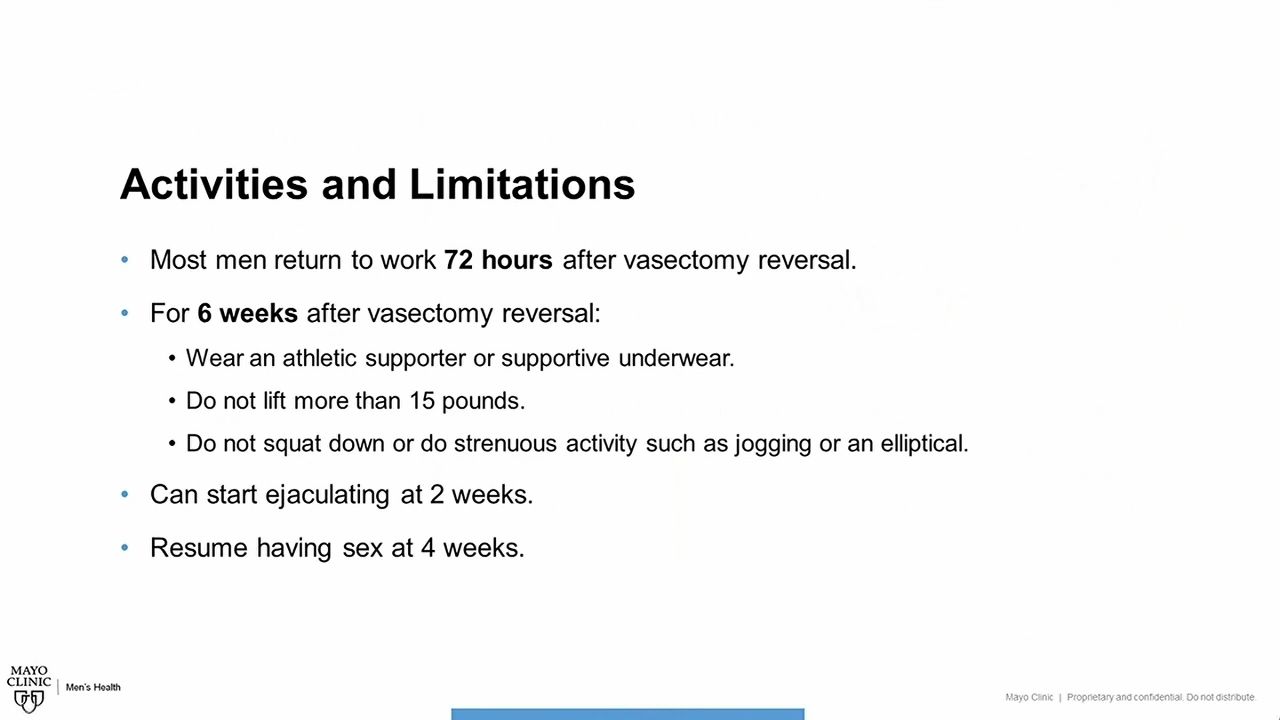 Activities and Limitations
• Most men return to work 72 hours after vasectomy reversal.
• For 6 weeks after vasectomy reversal:
• Wear an athletic supporter or supportive underwear.
• Do not lift more than 15 pounds.
• Do not squat down or do strenuous activity such as jogging or an elliptical.
• Can start ejaculating at 2 weeks.
• Resume having sex at 4 weeks.
MAYO
CLINIC
Men's Health
Mayo Clinic | Proprietary and confidential. Do not distribute.